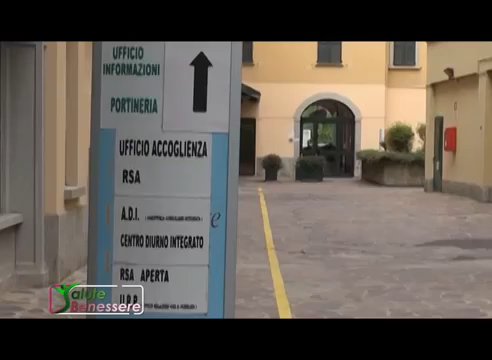 UFFICIO
INFORMAZIONI
PORTINERIA
UFFICIO ACCOGLIENZA
RSA
A.D.I.
CENTRO DIURNO INTEGRATO
RSA APERTA
U.P.P.
Salute
Benessere